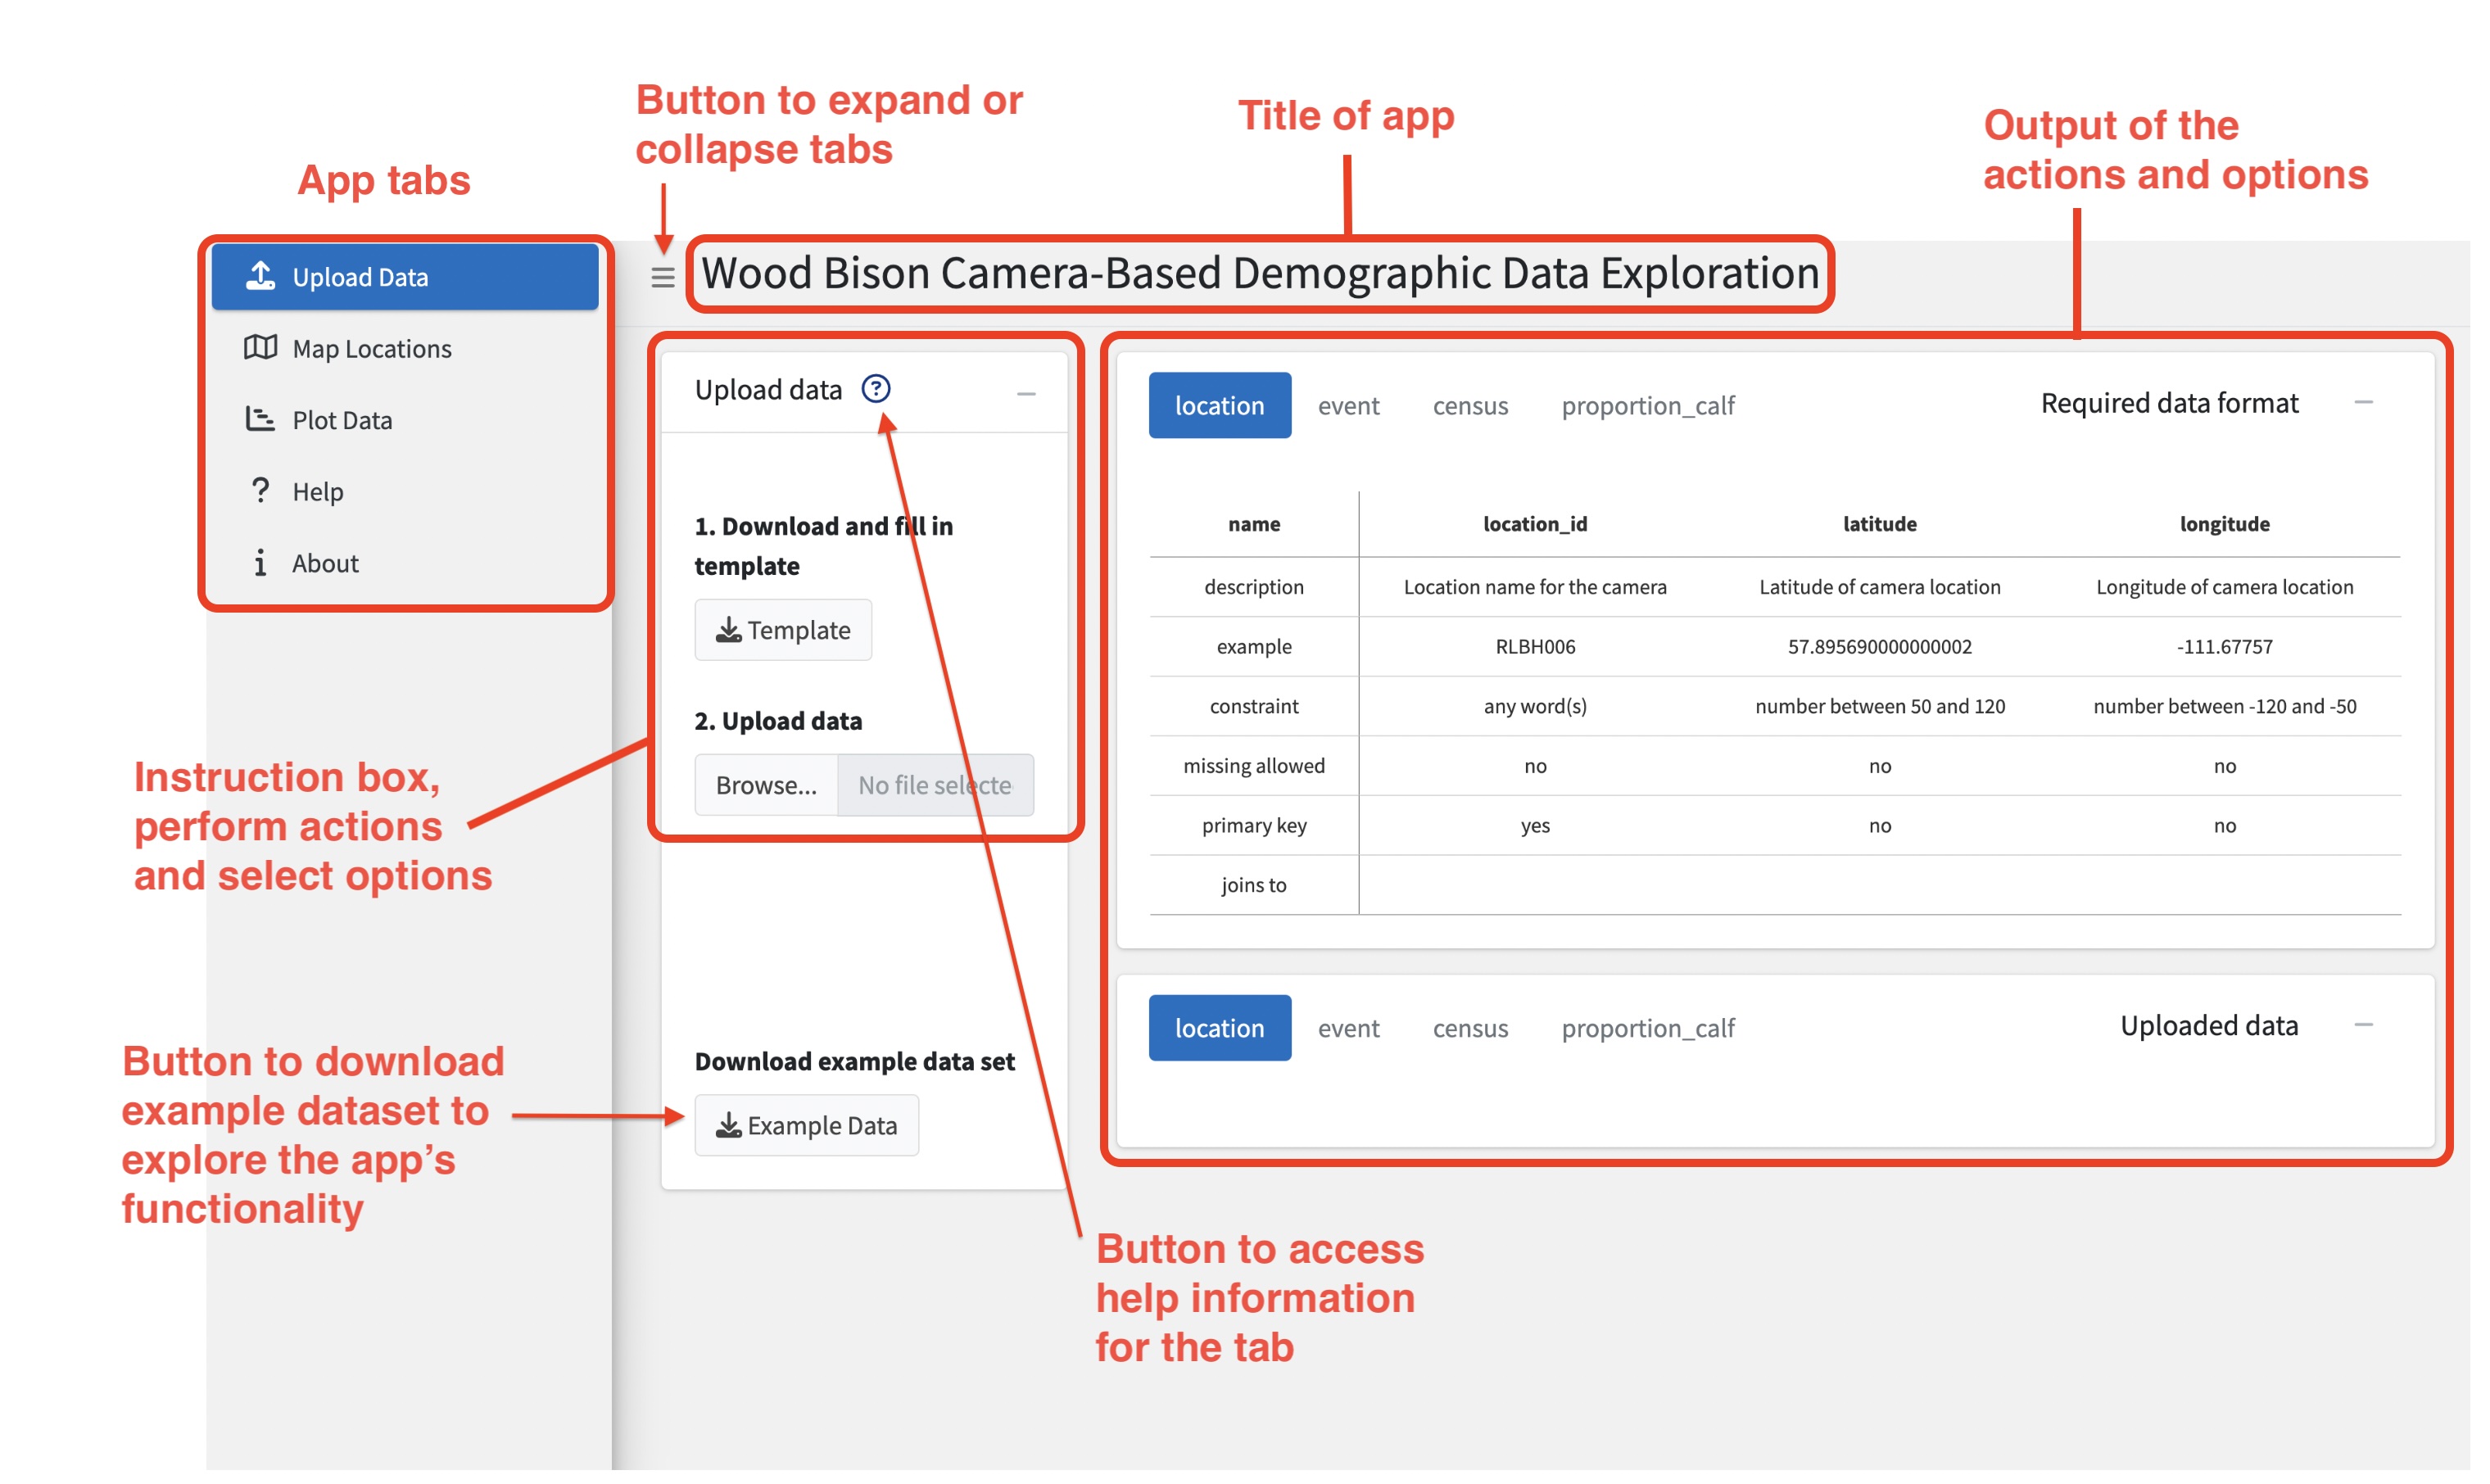 Button to expand or
collapse tabs
Title of app
Output of the
actions and options
App tabs
Upload Data
Map Locations
Plot Data
Help
About
Wood Bison Camera-Based Demographic Data Exploration
Upload data
1. Download and fill in
template
Template
2. Upload data
Browse... No file selecte
Download example data set
Example Data
location event census proportion_calf Required data format
name location_id latitude longitude
description Location name for the camera Latitude of camera location Longitude of camera location
example RLBH006 57.895690000000002 -111.67757
constraint any word(s) number between 50 and 120 number between -120 and -50
missing allowed no no no
primary key yes no no
joins to
location event census proportion_calf Uploaded data
Instruction box,
perform actions
and select options
Button to download
example dataset to
explore the app’s
functionality
Button to access
help information
for the tab